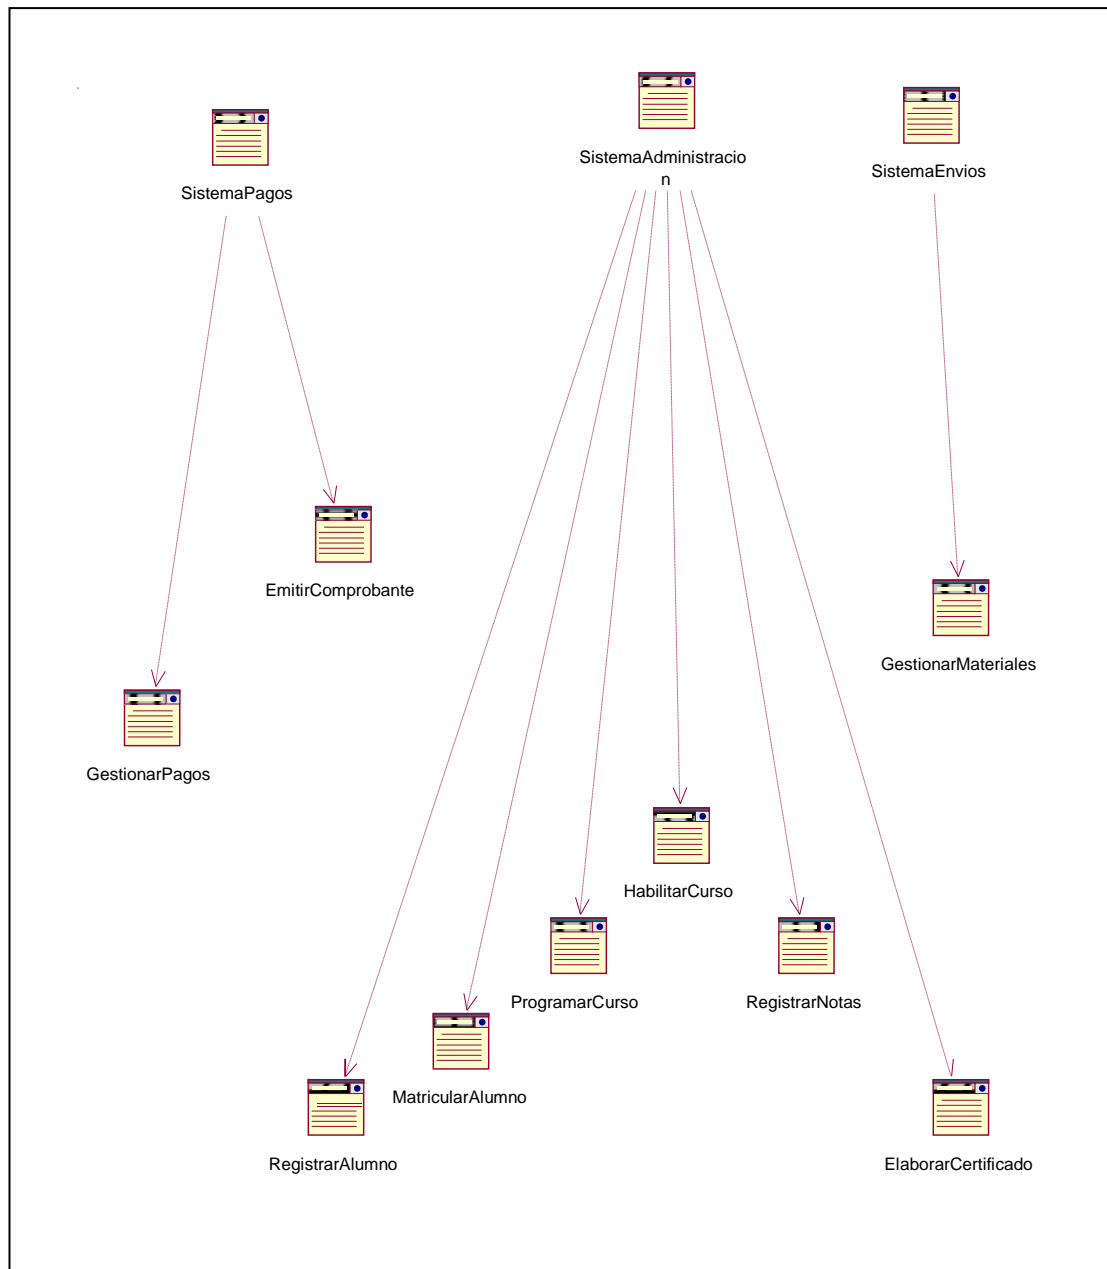 SistemaPagos
SistemaAdministracio
n
SistemaEnvios
EmitirComprobante
GestionarMateriales
GestionarPagos
HabilitarCurso
ProgramarCurso
RegistrarNotas
MatricularAlumno
RegistrarAlumno
ElaborarCertificado